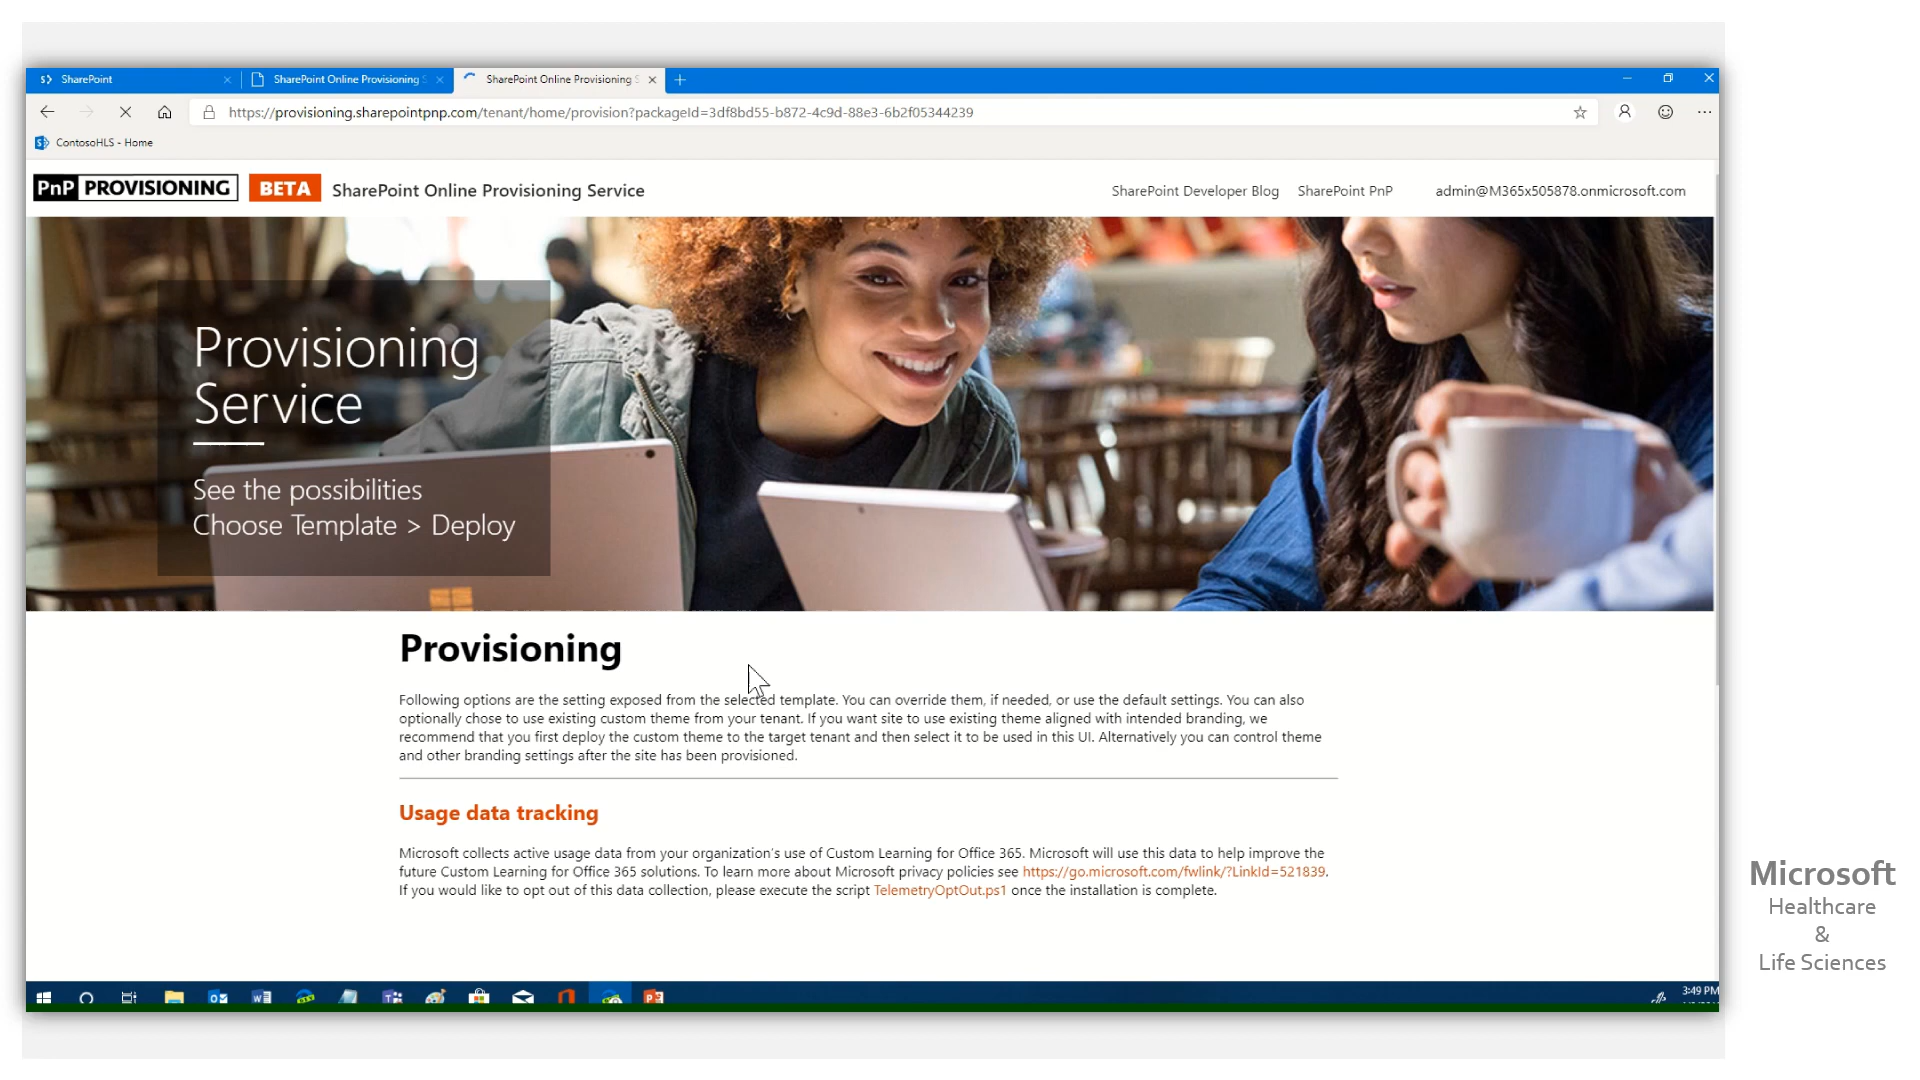 SharePoint
SharePoint Online Provisioning S
SharePoint Online Provisioning S
https://provisioning.sharepointpnp.com/tenant/home/provision?packageId=3df8bd55-b872-4c9d-88e3-6b2f05344239
ContosoHLS - Home
PnP PROVISIONING BETA SharePoint Online Provisioning Service
SharePoint Developer Blog SharePoint PnP admin@M365x505878.onmicrosoft.com
Provisioning
Service
See the possibilities
Choose Template > Deploy
Provisioning
Following options are the setting exposed from the selected template. You can override them, if needed, or use the default settings. You can also
optionally chose to use existing custom theme from your tenant. If you want site to use existing theme aligned with intended branding, we
recommend that you first deploy the custom theme to the target tenant and then select it to be used in this UI. Alternatively you can control theme
and other branding settings after the site has been provisioned.
Usage data tracking
Microsoft collects active usage data from your organization's use of Custom Learning for Office 365. Microsoft will use this data to help improve the
future Custom Learning for Office 365 solutions. To learn more about Microsoft privacy policies see https://go.microsoft.com/fwlink/?LinkId=521839.
If you would like to opt out of this data collection, please execute the script TelemetryOptOut.ps1 once the installation is complete.
3:49 PM
Microsoft
Healthcare
&
Life Sciences